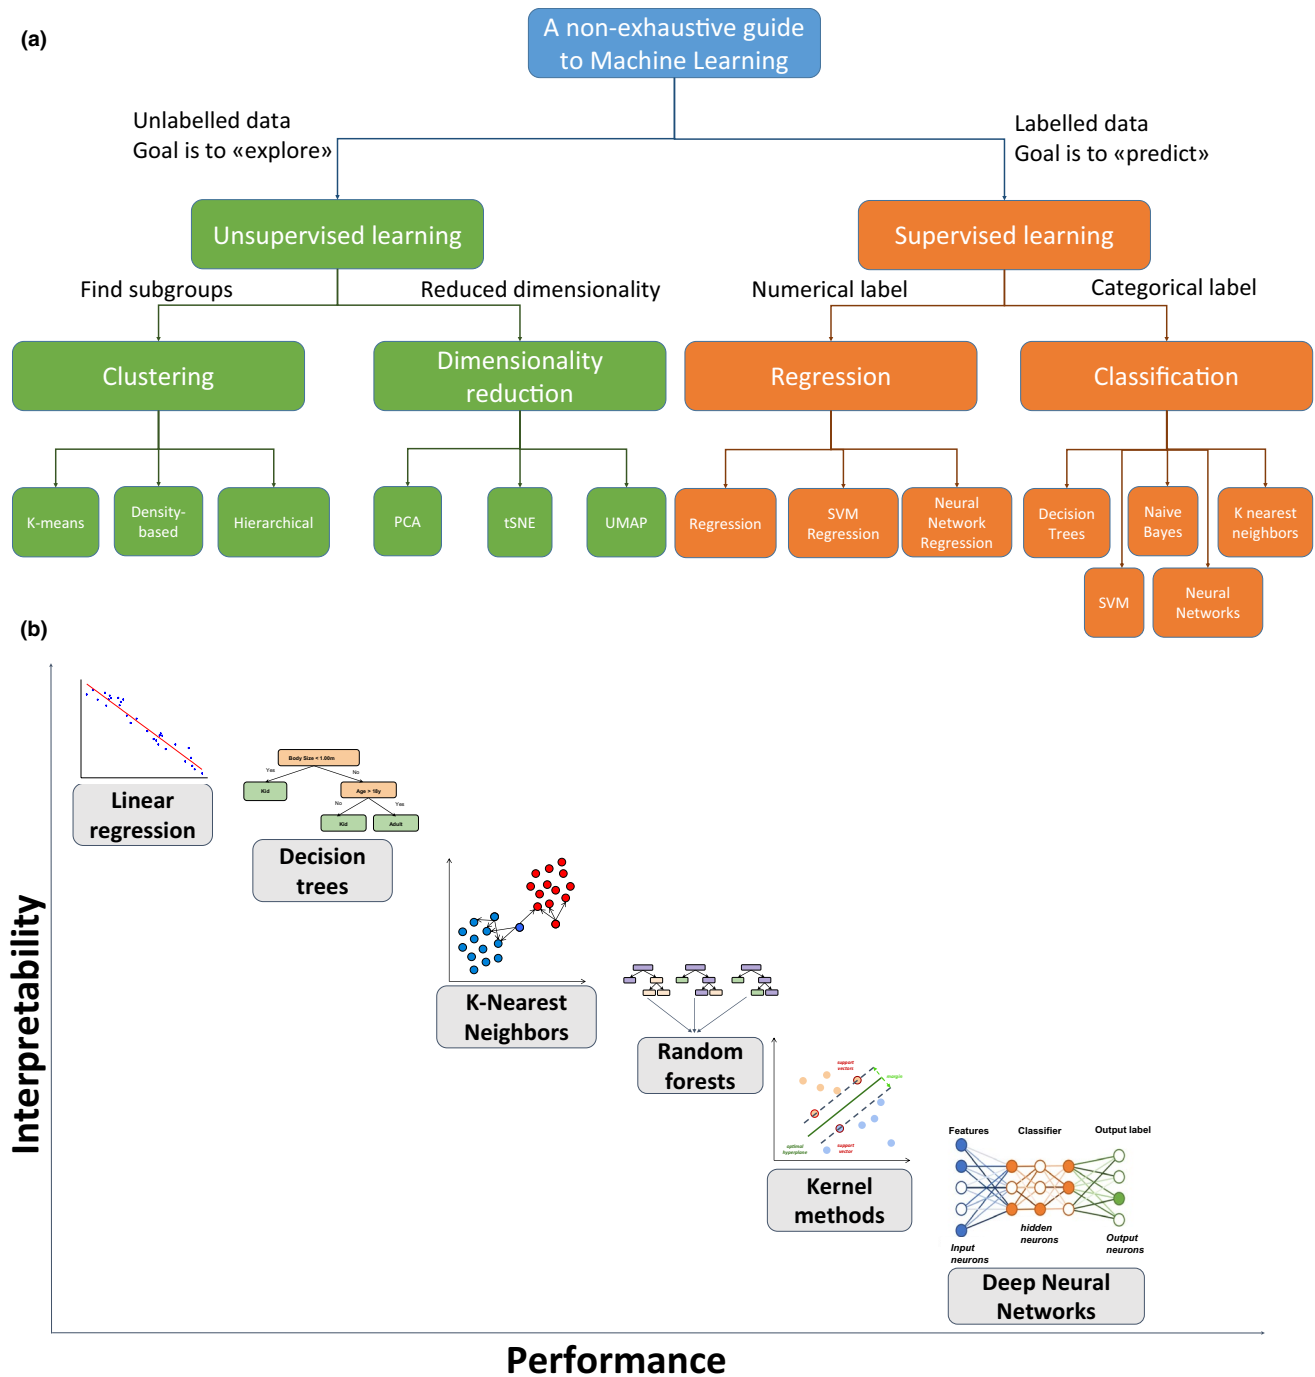 (a)
A non-exhaustive guide
to Machine Learning
Unlabelled data
Goal is to «explore»
Labelled data
Goal is to «predict»
Unsupervised learning
Supervised learning
Find subgroups
Reduced dimensionality
Numerical label
Categorical label
Clustering
Dimensionality
reduction
Regression
Classification
K-means
Density-
based
Hierarchical
PCA
tSNE
UMAP
Regression
SVM
Regression
Neural
Network
Regression
Decision
Trees
Naive
Bayes
K nearest
neighbors
SVM
Neural
Networks
(b)
Interpretability
Linear
regression
Body Size < 1.00m
Yes
No
Kid
Age > 18y
No
Yes
Kid
Adult
Decision
trees
K-Nearest
Neighbors
Random
forests
support
vectors
margin
optimal
hyperplane
support
vector
Kernel
methods
Features
Classifier
Output label
Input
neurons
hidden
neurons
Output
neurons
Deep Neural
Networks
Performance